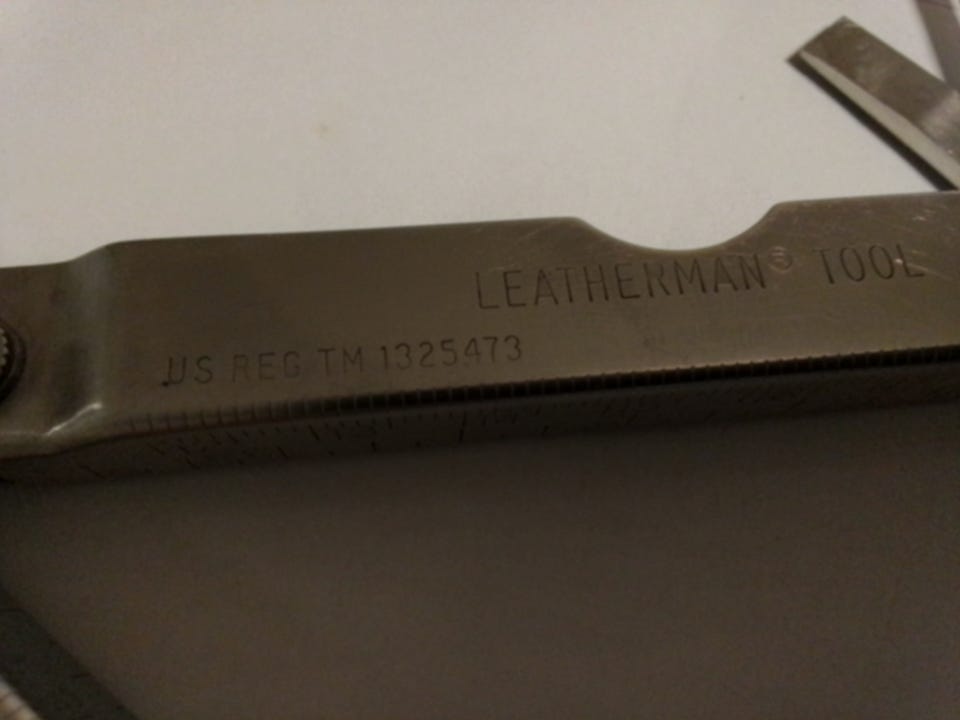 LEATHERMAN® TOOL
US REG TM 1325473